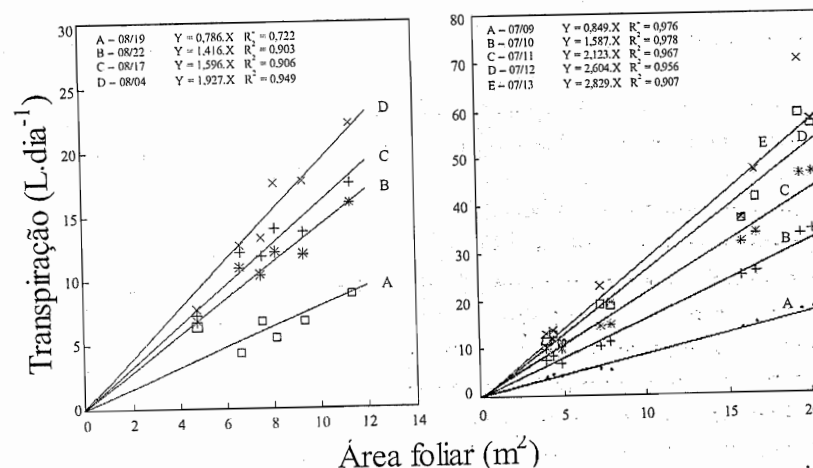 30
25
20
15
10
5
0
A – 08/19 Y = 0,786.X R² = 0,722
B – 08/22 Y = 1,416.X R² = 0,903
C – 08/17 Y = 1,596.X R² = 0,906
D – 08/04 Y = 1,927.X R² = 0,949
D
C
B
A
0 2 4 6 8 10 12 14
80
70
60
50
40
30
20
10
0
A – 07/09 Y = 0,849.X R² = 0,976
B – 07/10 Y = 1,587.X R² = 0,978
C – 07/11 Y = 2,123.X R² = 0,967
D – 07/12 Y = 2,604.X R² = 0,956
E – 07/13 Y = 2,829.X R² = 0,907
E
D
C
B
A
0 5 10 15 20
Transpiração (L.dia⁻¹)
Área foliar (m²)